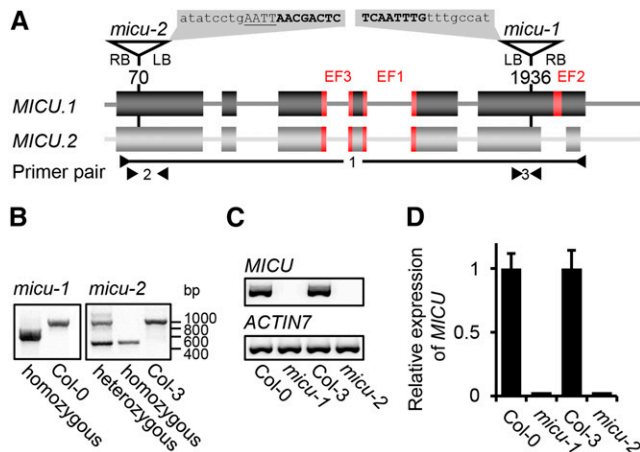 A
atatcctgAATTAACGACTC
TCAATTTGtttgccat
micu-2
micu-1
RB LB
LB RB
70
1936
EF3 EF1 EF2
MICU.1
MICU.2
1
Primer pair 2 3
B
micu-1 micu-2 bp
1000
800
600
400
homozygous
Col-0
heterozygous
homozygous
Col-3
C
MICU
ACTIN7
Col-0
micu-1
Col-3
micu-2
D
Relative expression
of MICU
1
0.5
0
Col-0
micu-1
Col-3
micu-2